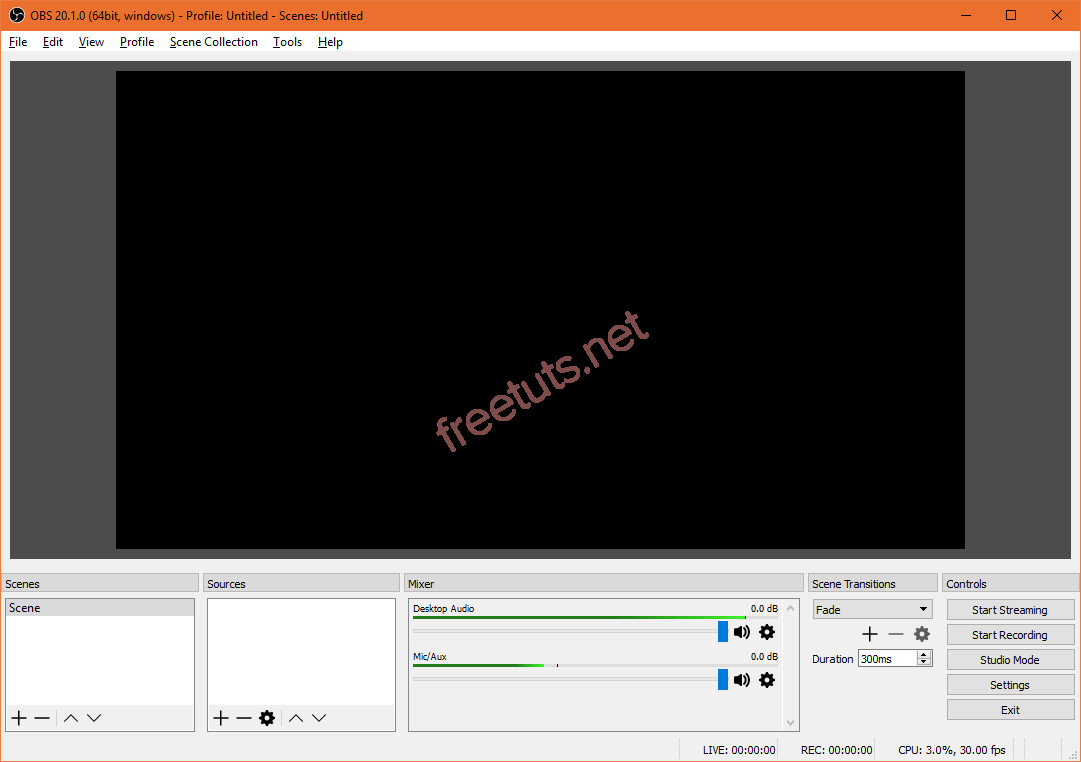 OBS 20.1.0 (64bit, windows) - Profile: Untitled - Scenes: Untitled
File Edit View Profile Scene Collection Tools Help
freetuts.net
Scenes Sources Mixer Scene Transitions Controls
Scene
Desktop Audio 0.0 dB
Mic/Aux 0.0 dB
Fade
Duration 300ms
Start Streaming
Start Recording
Studio Mode
Settings
Exit
LIVE: 00:00:00 REC: 00:00:00 CPU: 3.0%, 30.00 fps